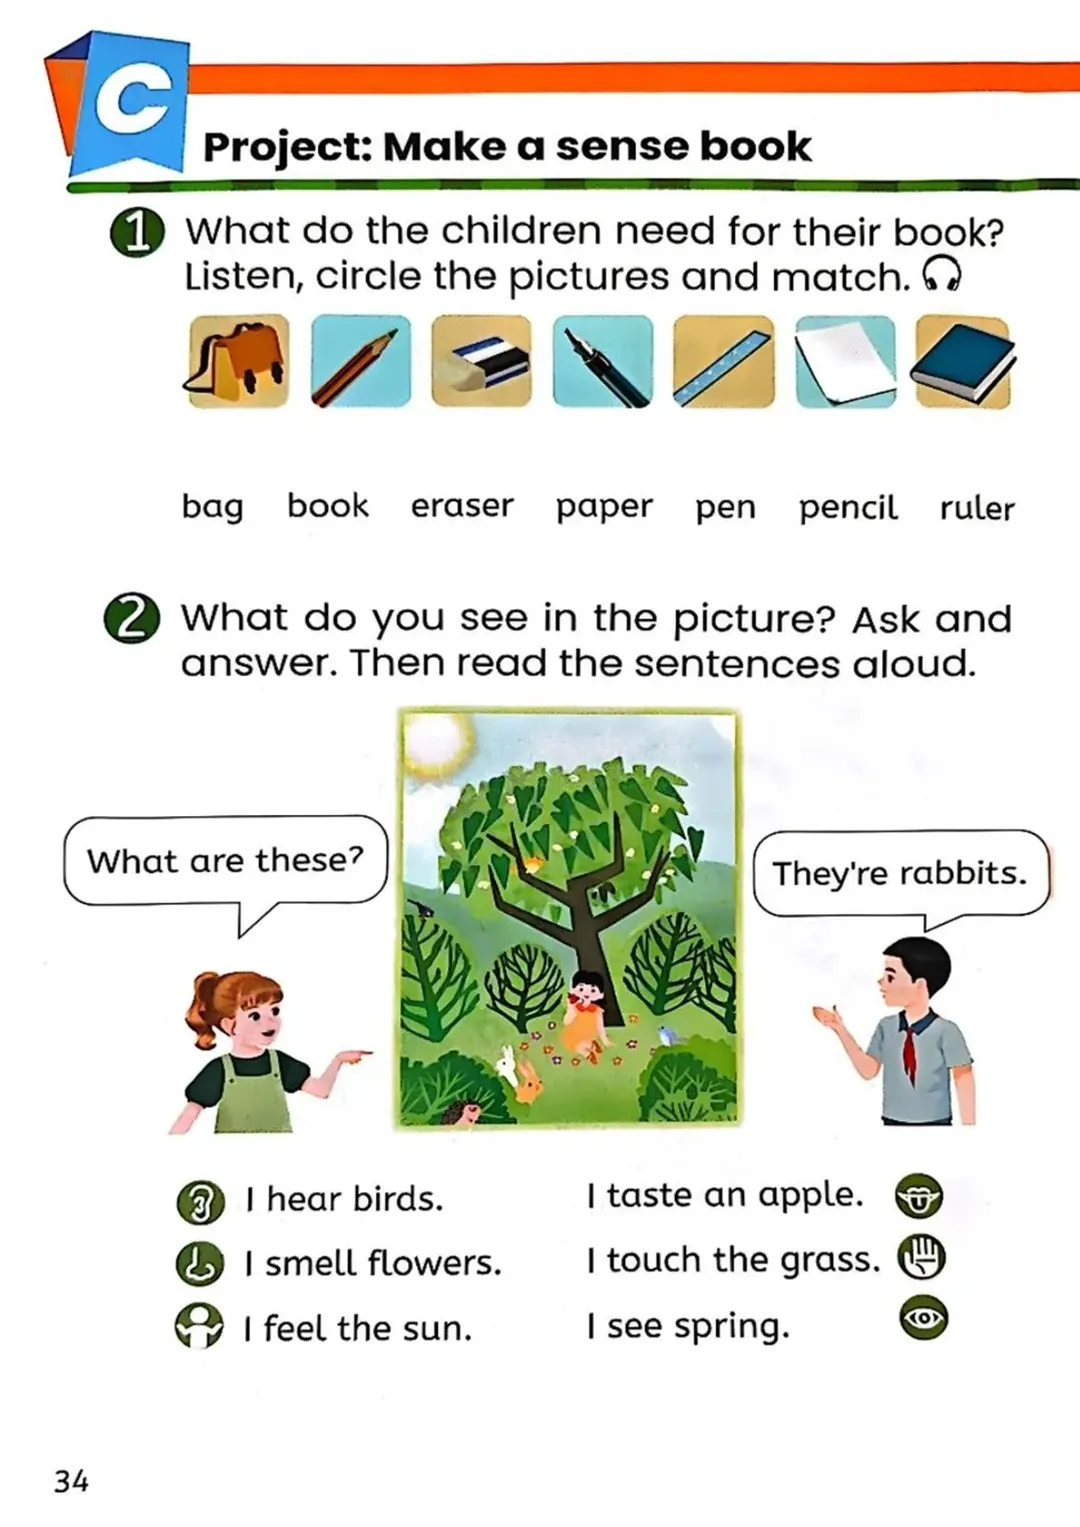 C
Project: Make a sense book
1 What do the children need for their book?
Listen, circle the pictures and match.
bag book eraser paper pen pencil ruler
2 What do you see in the picture? Ask and
answer. Then read the sentences aloud.
What are these?
They're rabbits.
I hear birds.
I taste an apple.
I smell flowers.
I touch the grass.
I feel the sun.
I see spring.
34